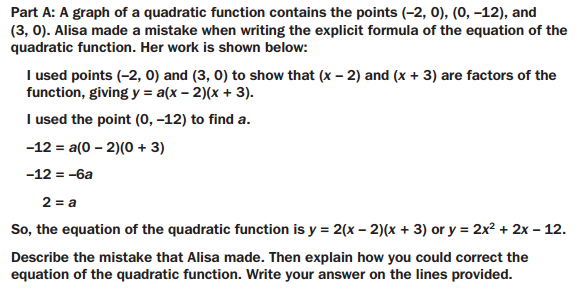 Part A: A graph of a quadratic function contains the points (–2, 0), (0, –12), and
(3, 0). Alisa made a mistake when writing the explicit formula of the equation of the
quadratic function. Her work is shown below:
I used points (–2, 0) and (3, 0) to show that (x – 2) and (x + 3) are factors of the
function, giving y = a(x – 2)(x + 3).
I used the point (0, –12) to find a.
–12 = a(0 – 2)(0 + 3)
–12 = –6a
2 = a
So, the equation of the quadratic function is y = 2(x – 2)(x + 3) or y = 2x² + 2x – 12.
Describe the mistake that Alisa made. Then explain how you could correct the
equation of the quadratic function. Write your answer on the lines provided.